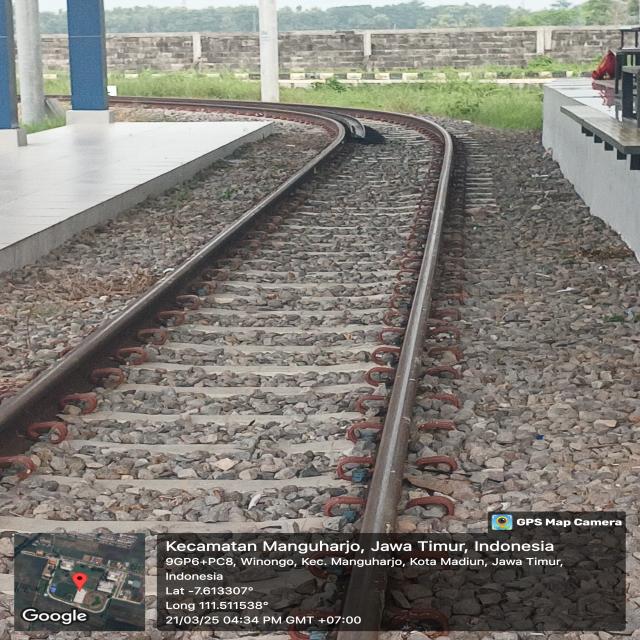 GPS Map Camera
Kecamatan Manguharjo, Jawa Timur, Indonesia
9GP6+PC8, Winongo, Kec. Manguharjo, Kota Madiun, Jawa Timur,
Indonesia
Lat -7.613307°
Long 111.511538°
21/03/25 04:34 PM GMT +07:00
Google